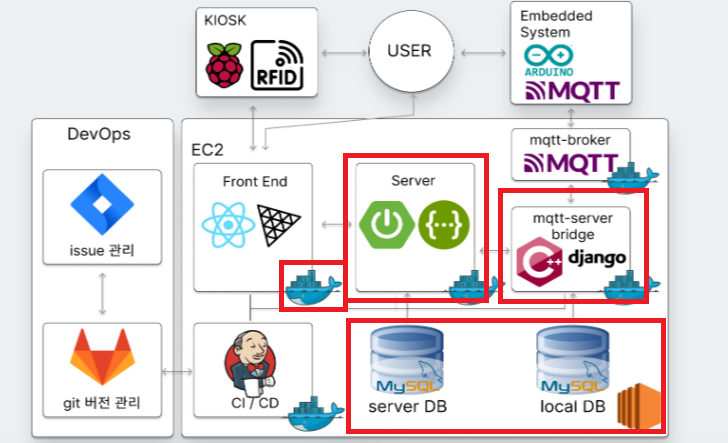 KIOSK
RFID
USER
Embedded
System
ARDUINO
MQTT
DevOps
issue 관리
git 버전 관리
EC2
Front End
Server
{···}
mqtt-broker
MQTT
mqtt-server
bridge
C++
django
CI / CD
MySQL
server DB
MySQL
local DB